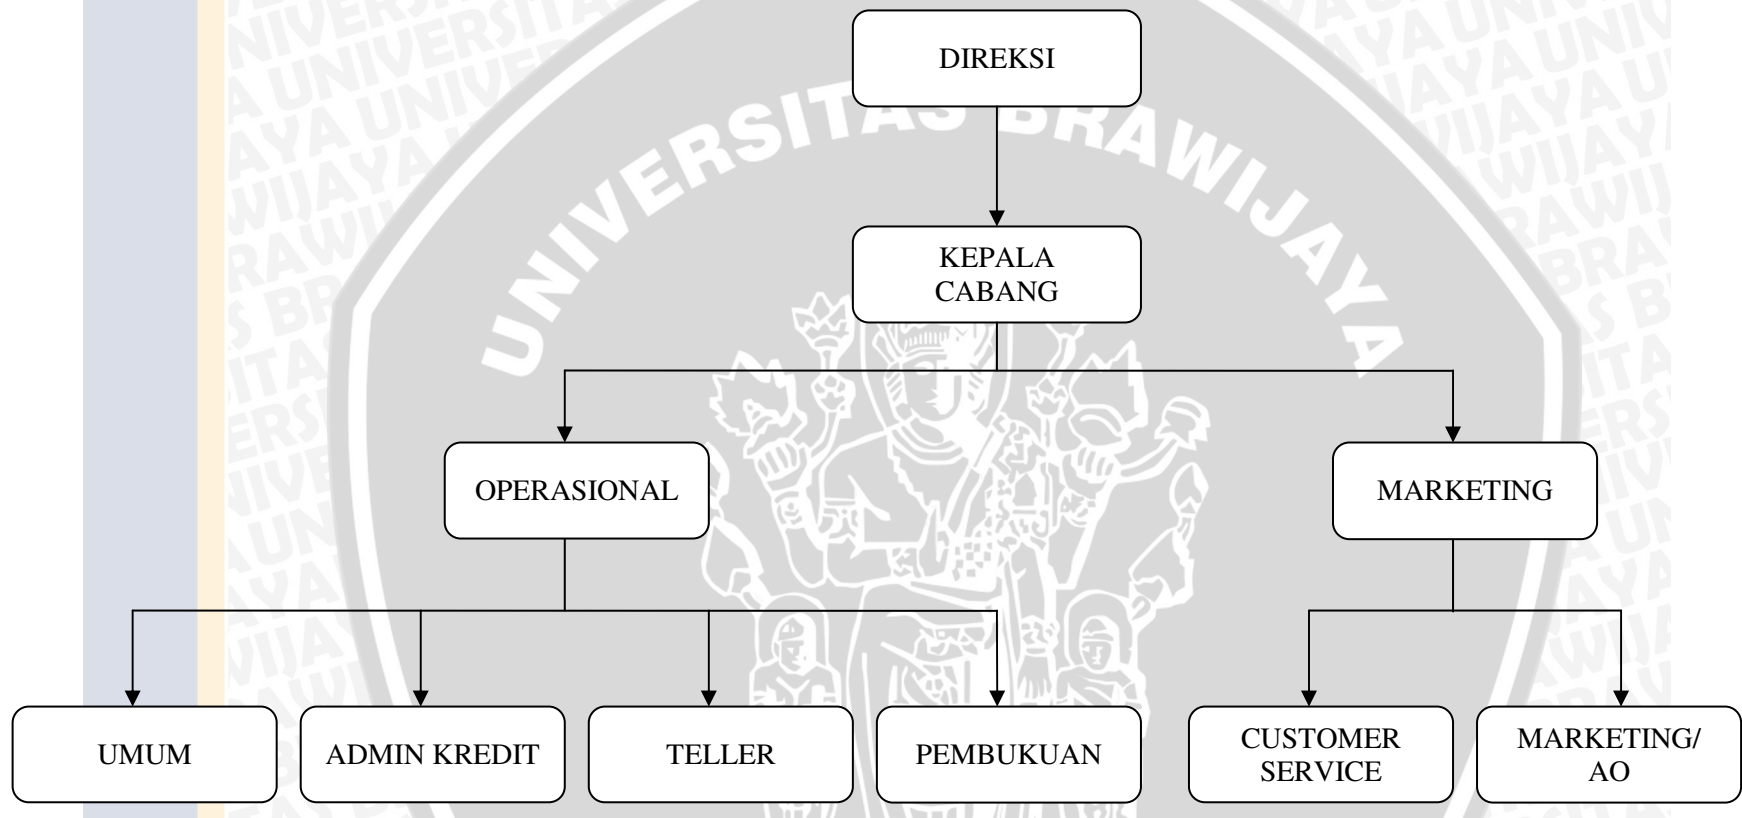 DIREKSI
UNIVERSITAS BRAWIJAYA
KEPALA
CABANG
OPERASIONAL
MARKETING
UMUM
ADMIN KREDIT
TELLER
PEMBUKUAN
CUSTOMER
SERVICE
MARKETING/
AO